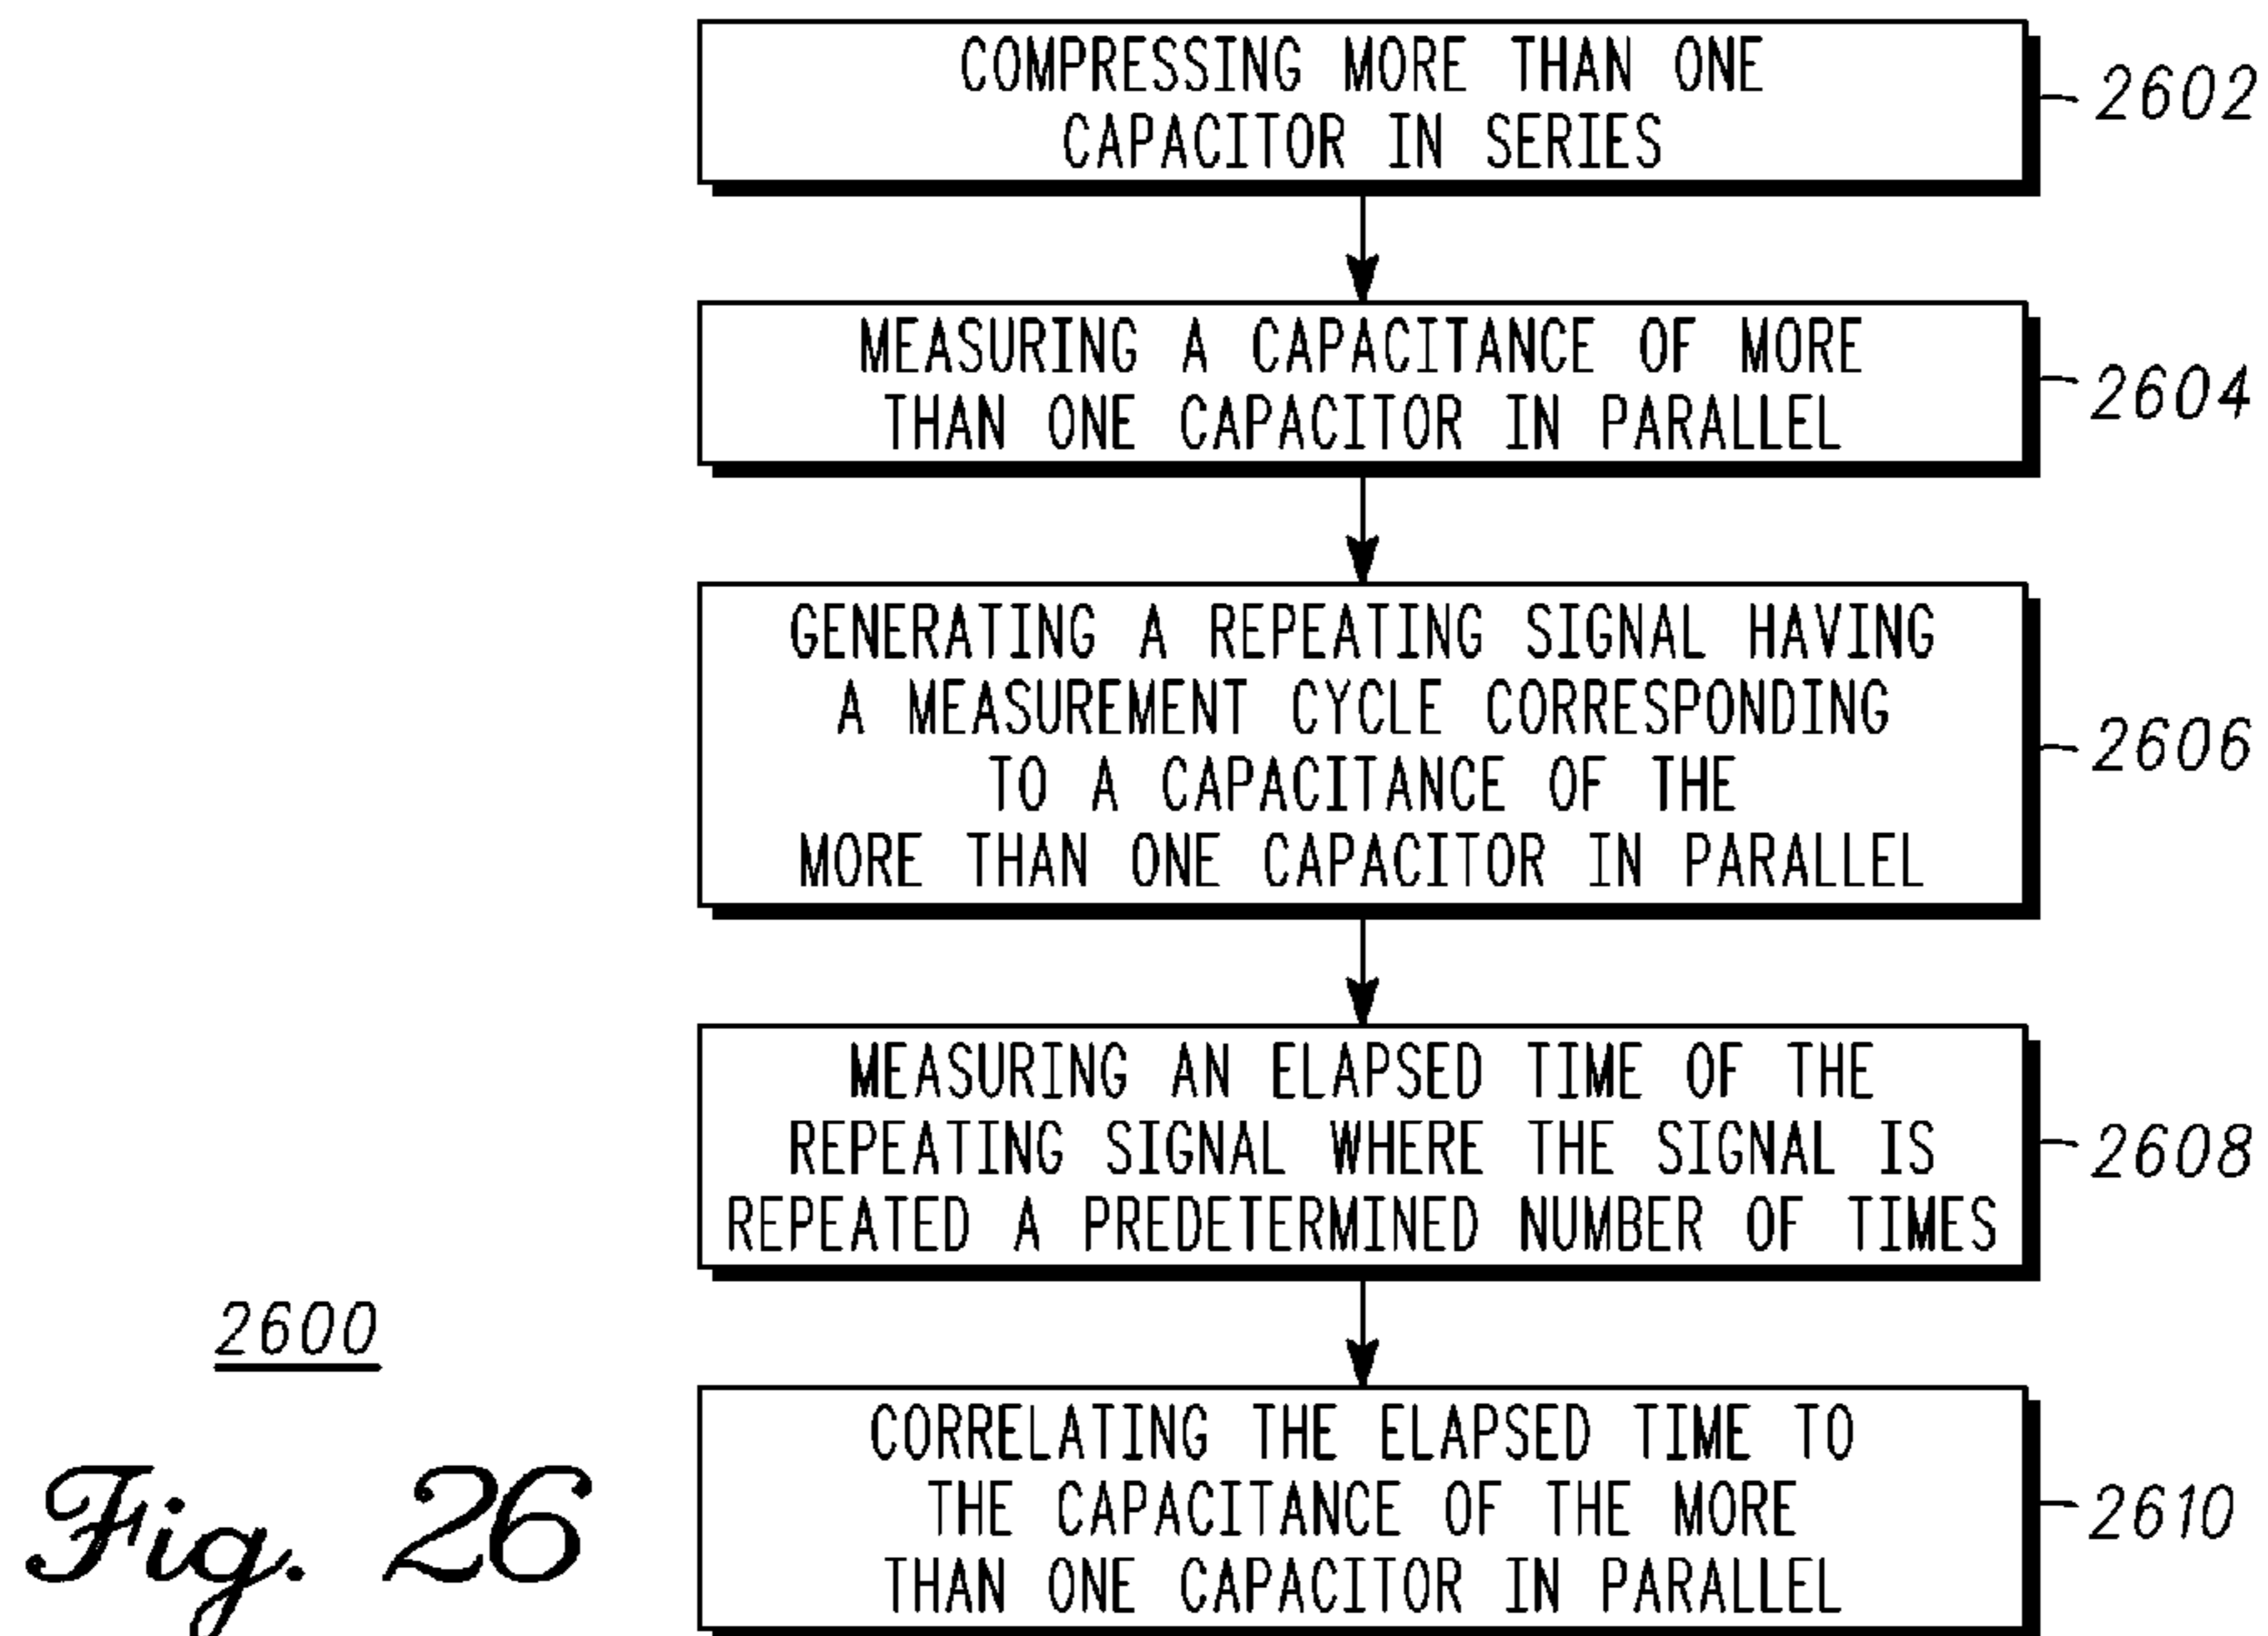 COMPRESSING MORE THAN ONE
CAPACITOR IN SERIES
2602
MEASURING A CAPACITANCE OF MORE
THAN ONE CAPACITOR IN PARALLEL
2604
GENERATING A REPEATING SIGNAL HAVING
A MEASUREMENT CYCLE CORRESPONDING
TO A CAPACITANCE OF THE
MORE THAN ONE CAPACITOR IN PARALLEL
2606
MEASURING AN ELAPSED TIME OF THE
REPEATING SIGNAL WHERE THE SIGNAL IS
REPEATED A PREDETERMINED NUMBER OF TIMES
2608
CORRELATING THE ELAPSED TIME TO
THE CAPACITANCE OF THE MORE
THAN ONE CAPACITOR IN PARALLEL
2610
2600
Fig. 26